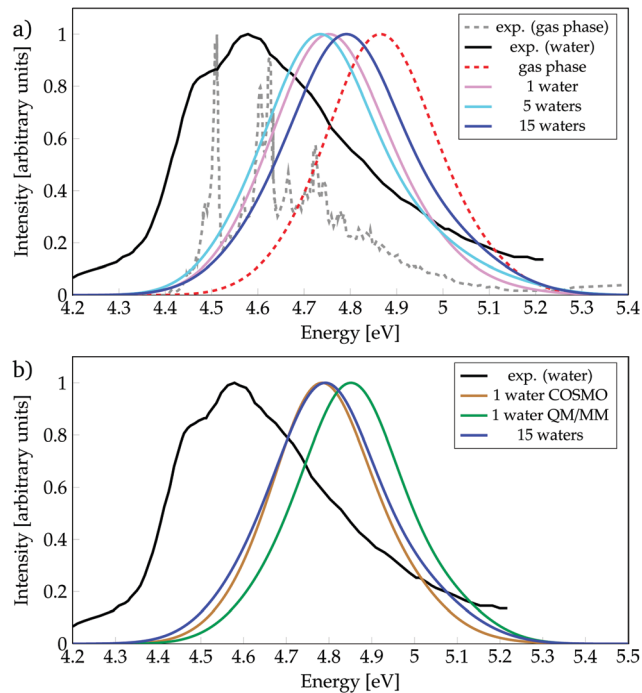 a)
exp. (gas phase)
exp. (water)
gas phase
1 water
5 waters
15 waters
Intensity [arbitrary units]
1
0.8
0.6
0.4
0.2
0
4.2 4.3 4.4 4.5 4.6 4.7 4.8 4.9 5 5.1 5.2 5.3 5.4
Energy [eV]
b)
exp. (water)
1 water COSMO
1 water QM/MM
15 waters
Intensity [arbitrary units]
1
0.8
0.6
0.4
0.2
0
4.2 4.3 4.4 4.5 4.6 4.7 4.8 4.9 5 5.1 5.2 5.3 5.4 5.5
Energy [eV]